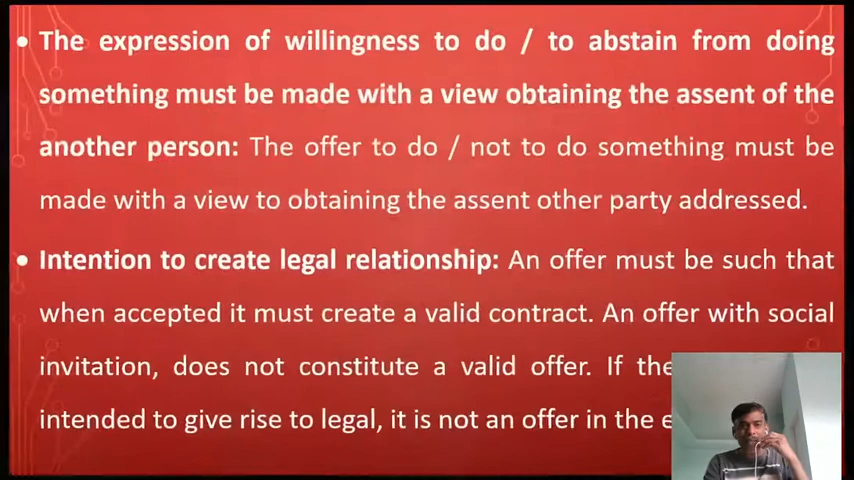 • The expression of willingness to do / to abstain from doing
something must be made with a view obtaining the assent of the
another person: The offer to do / not to do something must be
made with a view to obtaining the assent other party addressed.
• Intention to create legal relationship: An offer must be such that
when accepted it must create a valid contract. An offer with social
invitation, does not constitute a valid offer. If the
intended to give rise to legal, it is not an offer in the